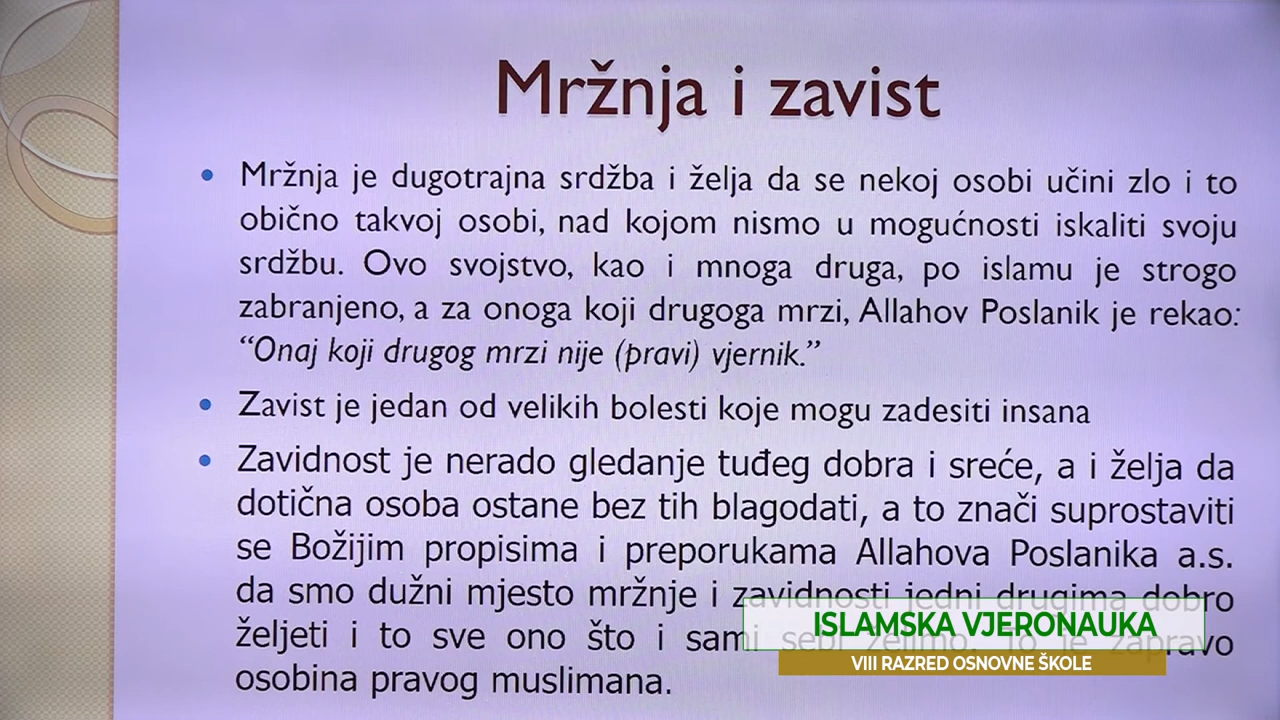 Mržnja i zavist
• Mržnja je dugotrajna srdžba i želja da se nekoj osobi učini zlo i to
obično takvoj osobi, nad kojom nismo u mogućnosti iskaliti svoju
srdžbu. Ovo svojstvo, kao i mnoga druga, po islamu je strogo
zabranjeno, a za onoga koji drugoga mrzi, Allahov Poslanik je rekao:
“Onaj koji drugog mrzi nije (pravi) vjernik.”
• Zavist je jedan od velikih bolesti koje mogu zadesiti insana
• Zavidnost je nerado gledanje tuđeg dobra i sreće, a i želja da
dotična osoba ostane bez tih blagodati, a to znači suprostaviti
se Božijim propisima i preporukama Allahova Poslanika a.s.
da smo dužni mjesto mržnje i zavidnosti jedni drugima dobro
željeti i to sve ono što i sami sebi želimo. To je zapravo
osobina pravog muslimana.
ISLAMSKA VJERONAUKA
VIII RAZRED OSNOVNE ŠKOLE